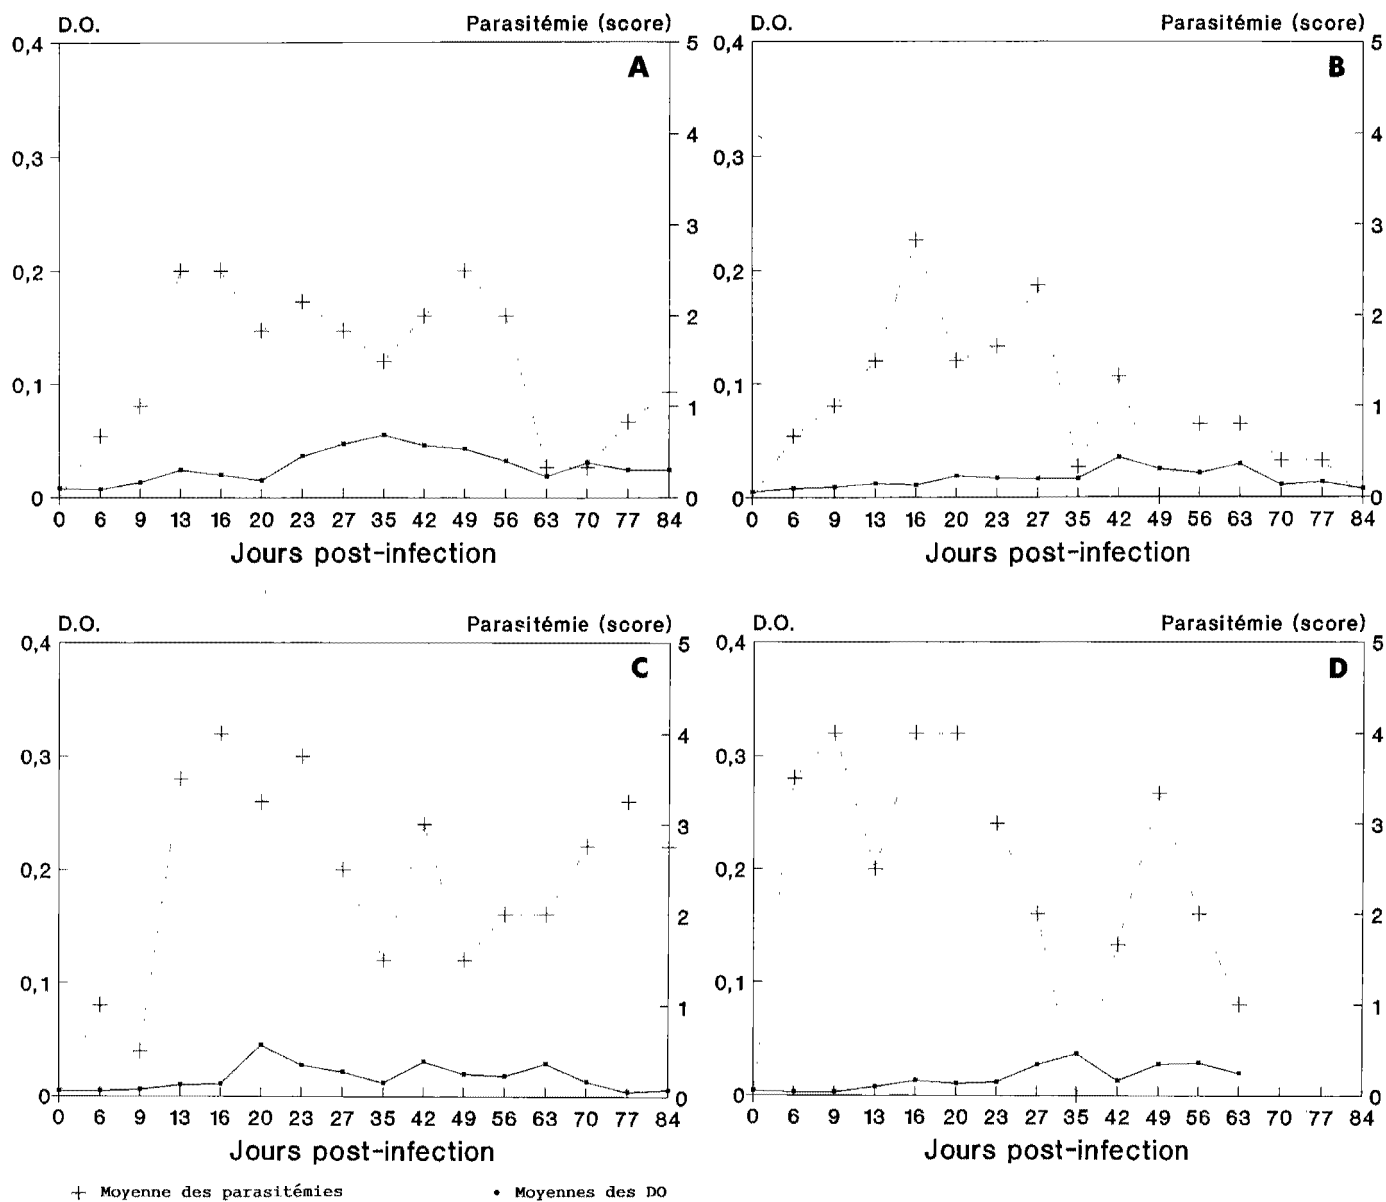 D.O. Parasitémie (score)
A
0,4 5
4
0,3
3
0,2
2
0,1
1
0 0
0 6 9 13 16 20 23 27 35 42 49 56 63 70 77 84
Jours post-infection
D.O. Parasitémie (score)
B
0,4 5
4
0,3
3
0,2
2
0,1
1
0 0
0 6 9 13 16 20 23 27 35 42 49 56 63 70 77 84
Jours post-infection
D.O. Parasitémie (score)
C
0,4 5
4
0,3
3
0,2
2
0,1
1
0 0
0 6 9 13 16 20 23 27 35 42 49 56 63 70 77 84
Jours post-infection
D.O. Parasitémie (score)
D
0,4 5
4
0,3
3
0,2
2
0,1
1
0 0
0 6 9 13 16 20 23 27 35 42 49 56 63 70 77 84
Jours post-infection
+ Moyenne des parasitémies • Moyennes des DO